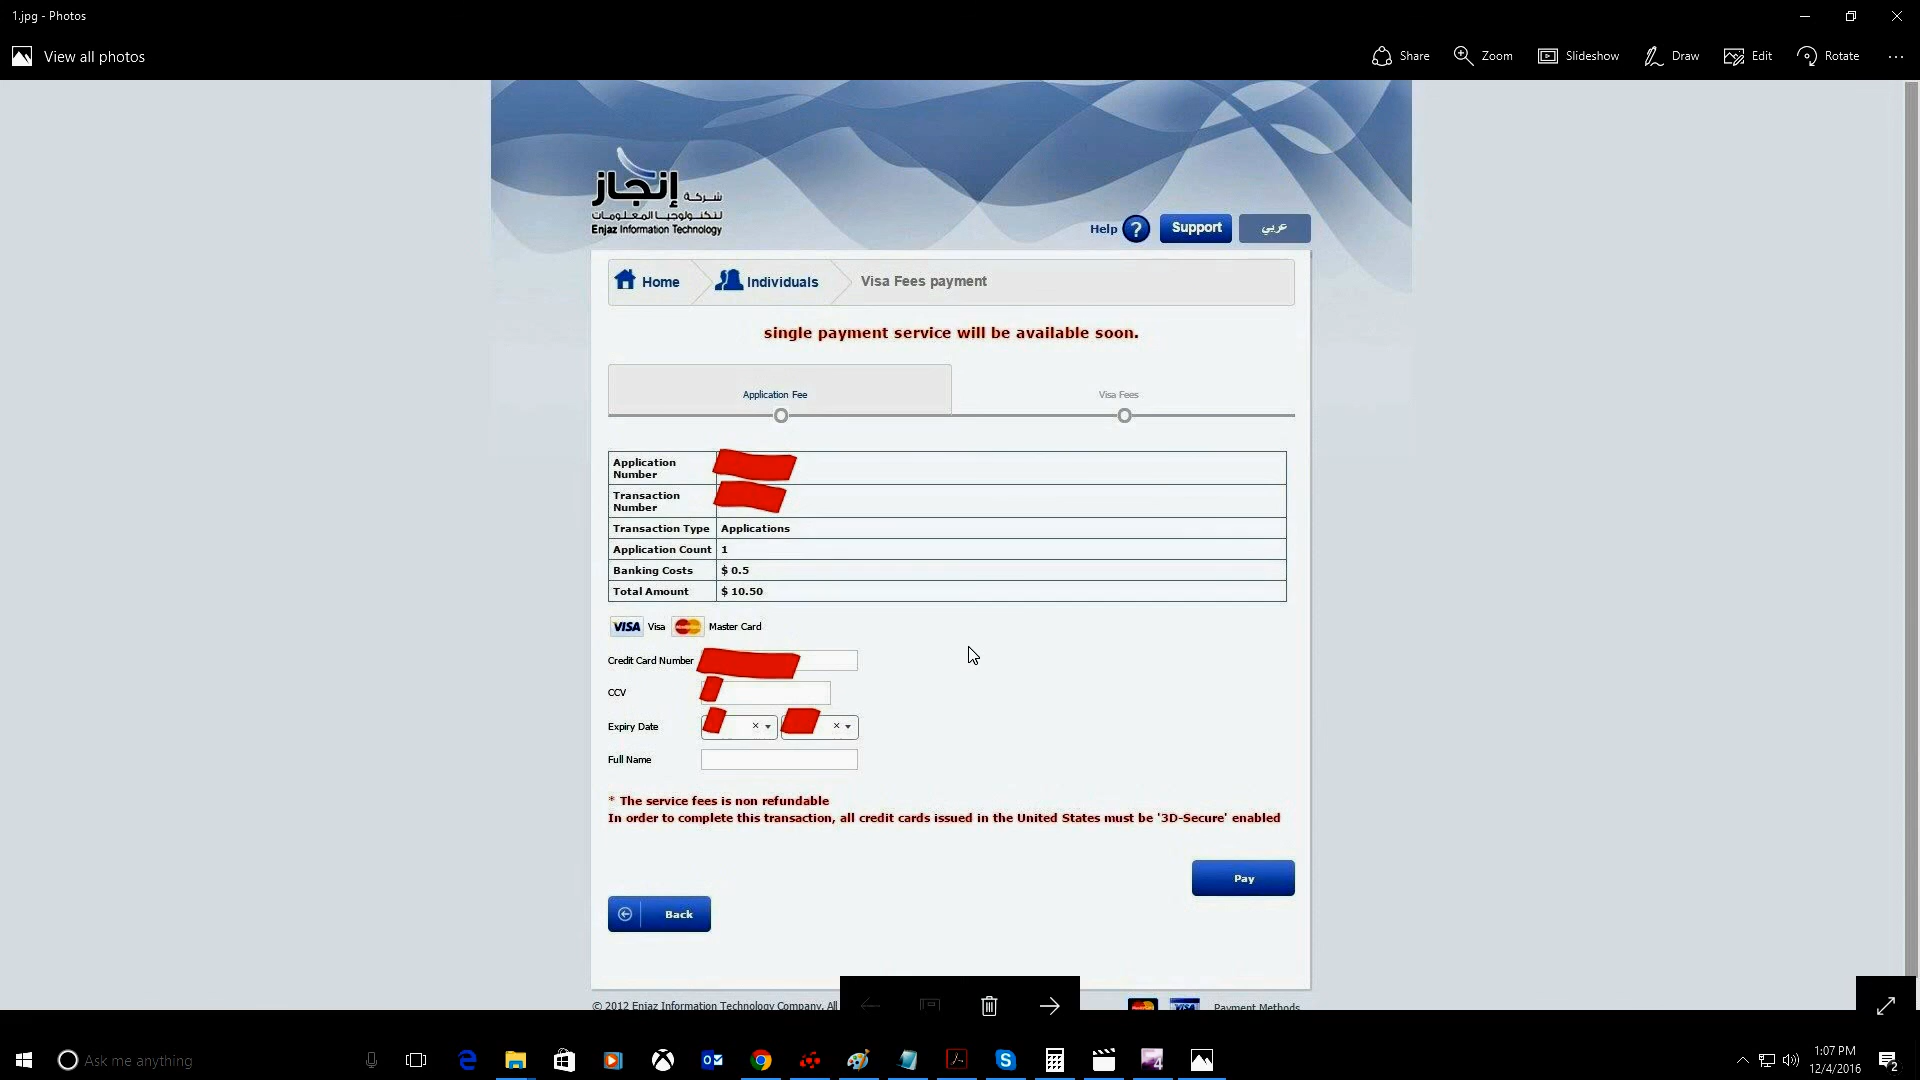 1.jpg - Photos
View all photos
Share
Zoom
Slideshow
Draw
Edit
Rotate
شركة إنجاز
لتكنولوجيا المعلومات
Enjaz Information Technology
Help ?
Support
عربي
Home
Individuals
Visa Fees payment
single payment service will be available soon.
Application Fee
Visa Fees
Application
Number
Transaction
Number
Transaction Type Applications
Application Count 1
Banking Costs $ 0.5
Total Amount $ 10.50
VISA Visa Master Card
Credit Card Number
CCV
Expiry Date
Full Name
* The service fees is non refundable
In order to complete this transaction, all credit cards issued in the United States must be '3D-Secure' enabled
Pay
Back
© 2012 Enjaz Information Technology Company. All
VISA Payment Methods
Ask me anything
1:07 PM
12/4/2016
2